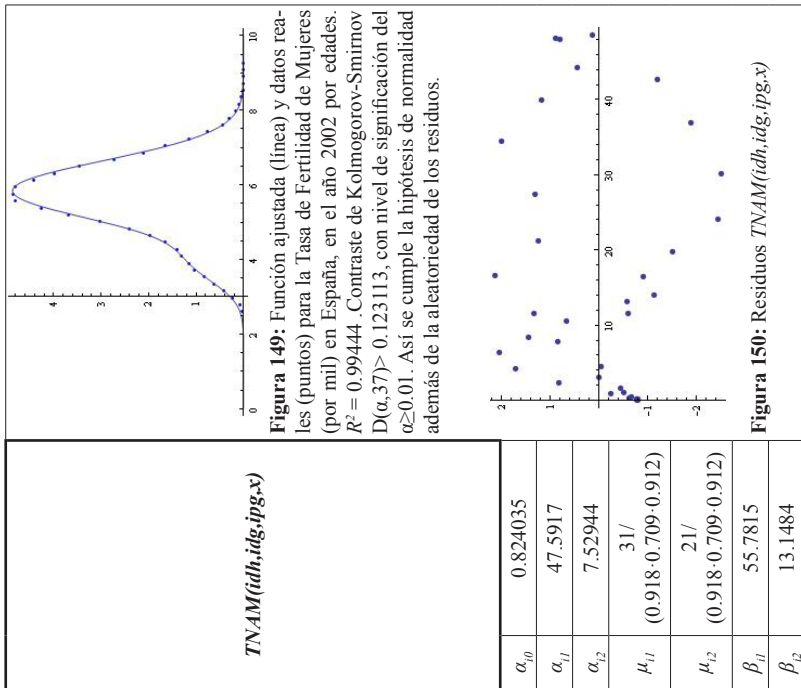 TNAM(idh,idg,ipg,x)
α_{i0} 0.824035
α_{i1} 47.5917
α_{i2} 7.52944
μ_{i1} 31/
(0.918·0.709·0.912)
μ_{i2} 21/
(0.918·0.709·0.912)
β_{i1} 55.7815
β_{i2} 13.1484
4
3
2
1
0 2 4 6 8 10
Figura 149: Función ajustada (línea) y datos rea-
les (puntos) para la Tasa de Fertilidad de Mujeres
(por mil) en España, en el año 2002 por edades.
R² = 0.99444 .Contraste de Kolmogorov-Smirnov
D(α,37)> 0.123113, con nivel de significación del
α≥0.01. Así se cumple la hipótesis de normalidad
además de la aleatoriedad de los residuos.
2
1
10 20 30 40
-1
-2
Figura 150: Residuos TNAM(idh,idg,ipg,x)